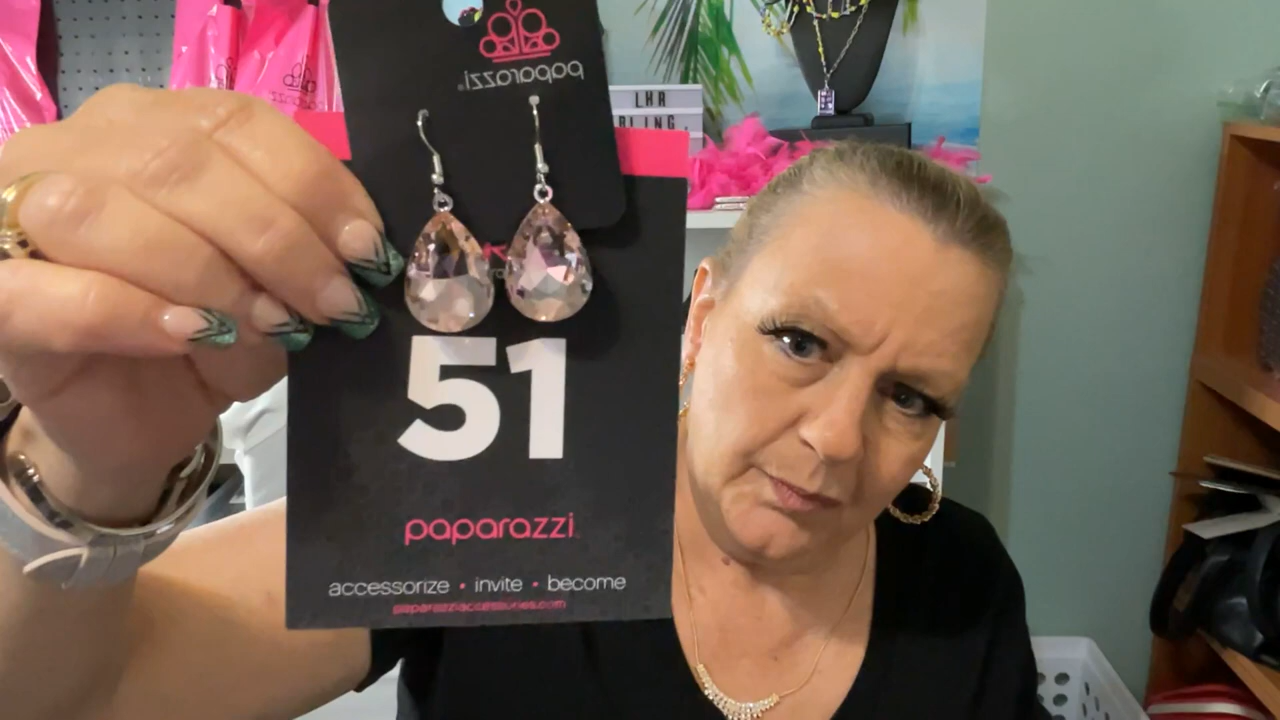 paparazzi
LHR
BLING
51
paparazzi
accessorize • invite • become
paparazziaccessories.com